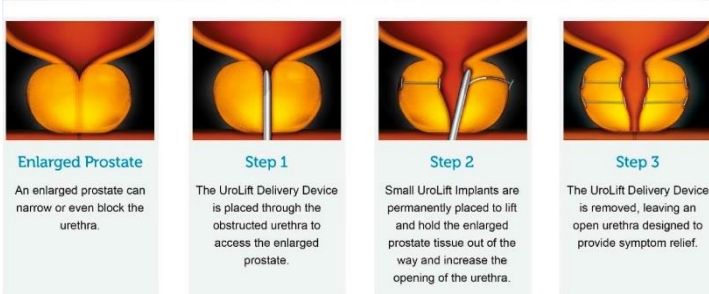 Enlarged Prostate
An enlarged prostate can
narrow or even block the
urethra.
Step 1
The UroLift Delivery Device
is placed through the
obstructed urethra to
access the enlarged
prostate.
Step 2
Small UroLift Implants are
permanently placed to lift
and hold the enlarged
prostate tissue out of the
way and increase the
opening of the urethra.
Step 3
The UroLift Delivery Device
is removed, leaving an
open urethra designed to
provide symptom relief.